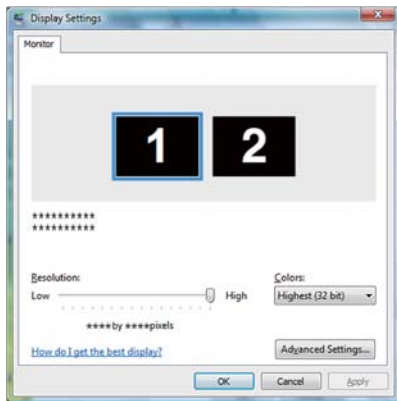 Display Settings
Monitor
1 2
**********
**********
Resolution:
Colors:
Low High Highest (32 bit)
****by ****pixels
How do I get the best display?
Advanced Settings...
OK Cancel Apply